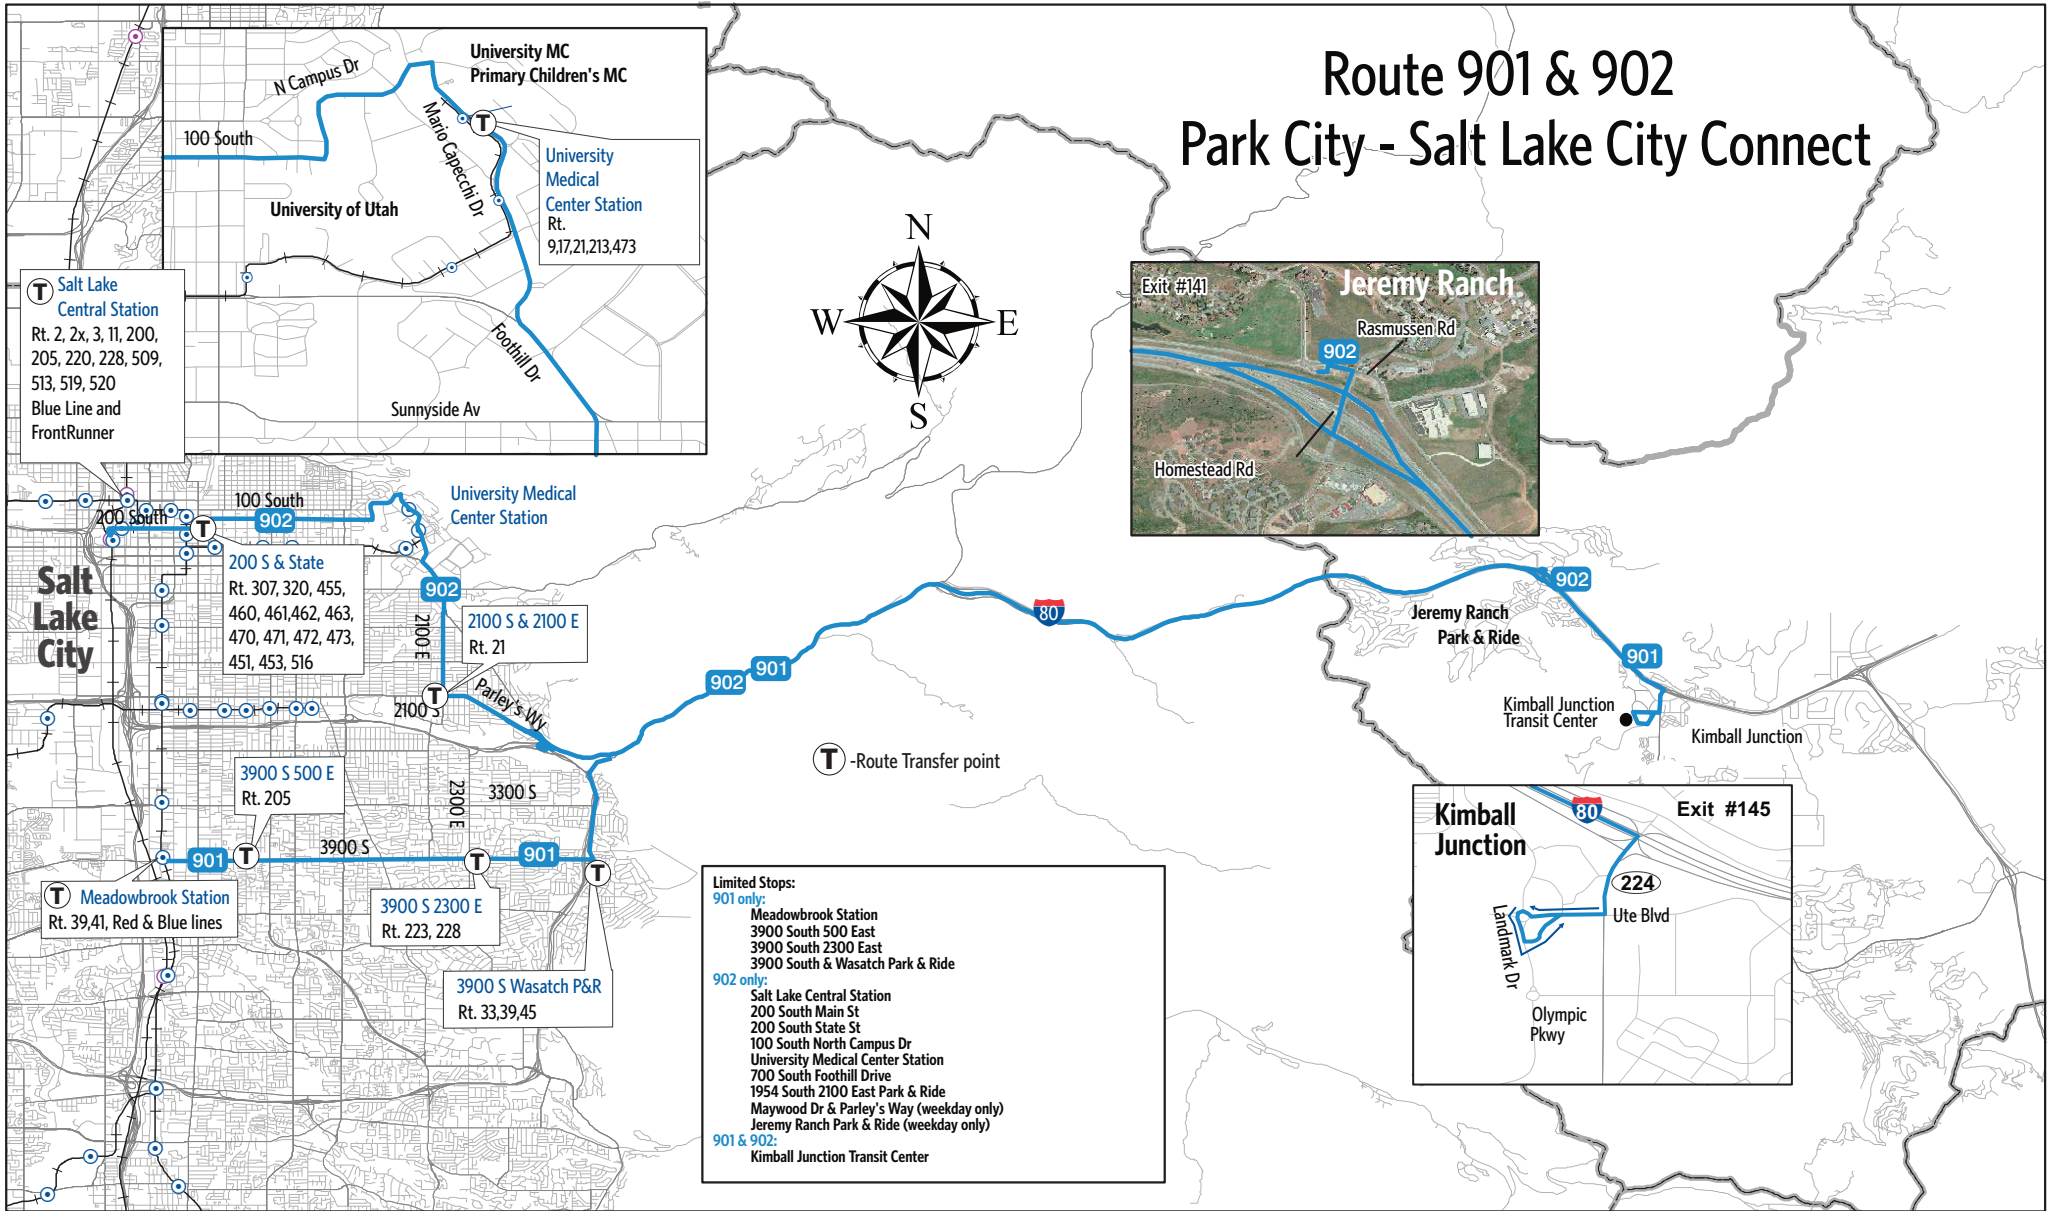 Route 901 & 902
Park City - Salt Lake City Connect
University MC
Primary Children's MC
N Campus Dr
100 South
Mario Capecchi Dr
University
Medical
Center Station
Rt.
9,17,21,213,473
University of Utah
Foothill Dr
Sunnyside Av
T
T Salt Lake
Central Station
Rt. 2, 2x, 3, 11, 200,
205, 220, 228, 509,
513, 519, 520
Blue Line and
FrontRunner
N
W E
S
Exit #141
Jeremy Ranch
Rasmussen Rd
902
Homestead Rd
100 South
200 South
902
T
University Medical
Center Station
Salt
Lake
City
200 S & State
Rt. 307, 320, 455,
460, 461,462, 463,
470, 471, 472, 473,
451, 453, 516
902
2100 E
2100 S & 2100 E
Rt. 21
T
2100 S
Parley's Wy
902
901
80
902
Jeremy Ranch
Park & Ride
901
Kimball Junction
Transit Center
Kimball Junction
T -Route Transfer point
3900 S 500 E
Rt. 205
2300 E
3300 S
3900 S
901
T
T
901
T
T Meadowbrook Station
Rt. 39,41, Red & Blue lines
3900 S 2300 E
Rt. 223, 228
3900 S Wasatch P&R
Rt. 33,39,45
Limited Stops:
901 only:
Meadowbrook Station
3900 South 500 East
3900 South 2300 East
3900 South & Wasatch Park & Ride
902 only:
Salt Lake Central Station
200 South Main St
200 South State St
100 South North Campus Dr
University Medical Center Station
700 South Foothill Drive
1954 South 2100 East Park & Ride
Maywood Dr & Parley's Way (weekday only)
Jeremy Ranch Park & Ride (weekday only)
901 & 902:
Kimball Junction Transit Center
Kimball
Junction
80
Exit #145
224
Ute Blvd
Landmark Dr
Olympic
Pkwy